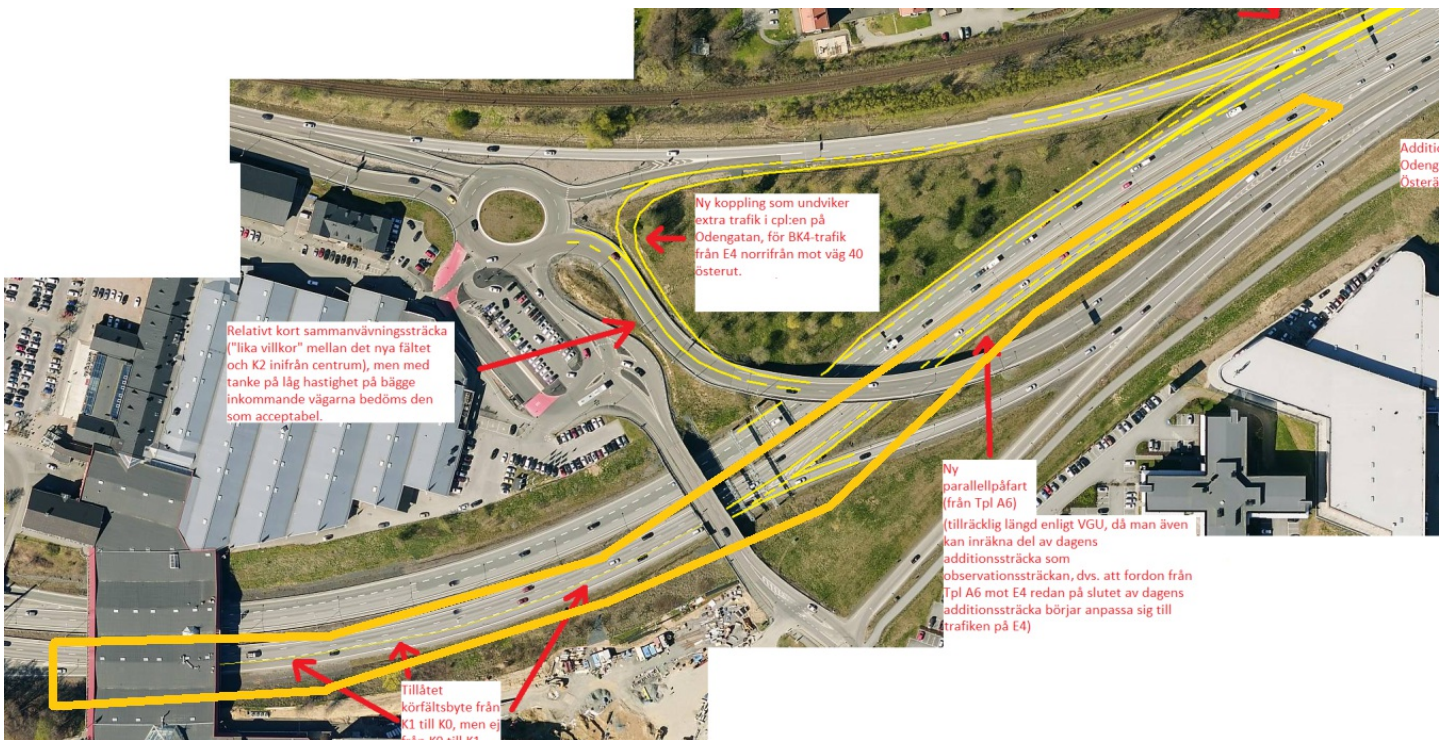 Additio
Odeng
Österä
Ny koppling som undviker
extra trafik i cpl:en på
Odengatan, för BK4-trafik
från E4 norrifrån mot väg 40
österut.
Relativt kort sammanvävningssträcka
("lika villkor" mellan det nya fältet
och K2 inifrån centrum), men med
tanke på låg hastighet på bägge
inkommande vägarna bedöms den
som acceptabel.
Ny
parallellpåfart
(från Tpl A6)
(tillräcklig längd enligt VGU, då man även
kan inräkna del av dagens
additionssträcka som
observationssträckan, dvs. att fordon från
Tpl A6 mot E4 redan på slutet av dagens
additionssträcka börjar anpassa sig till
trafiken på E4)
Tillåtet
körfältsbyte från
K1 till K0, men ej
från K0 till K1